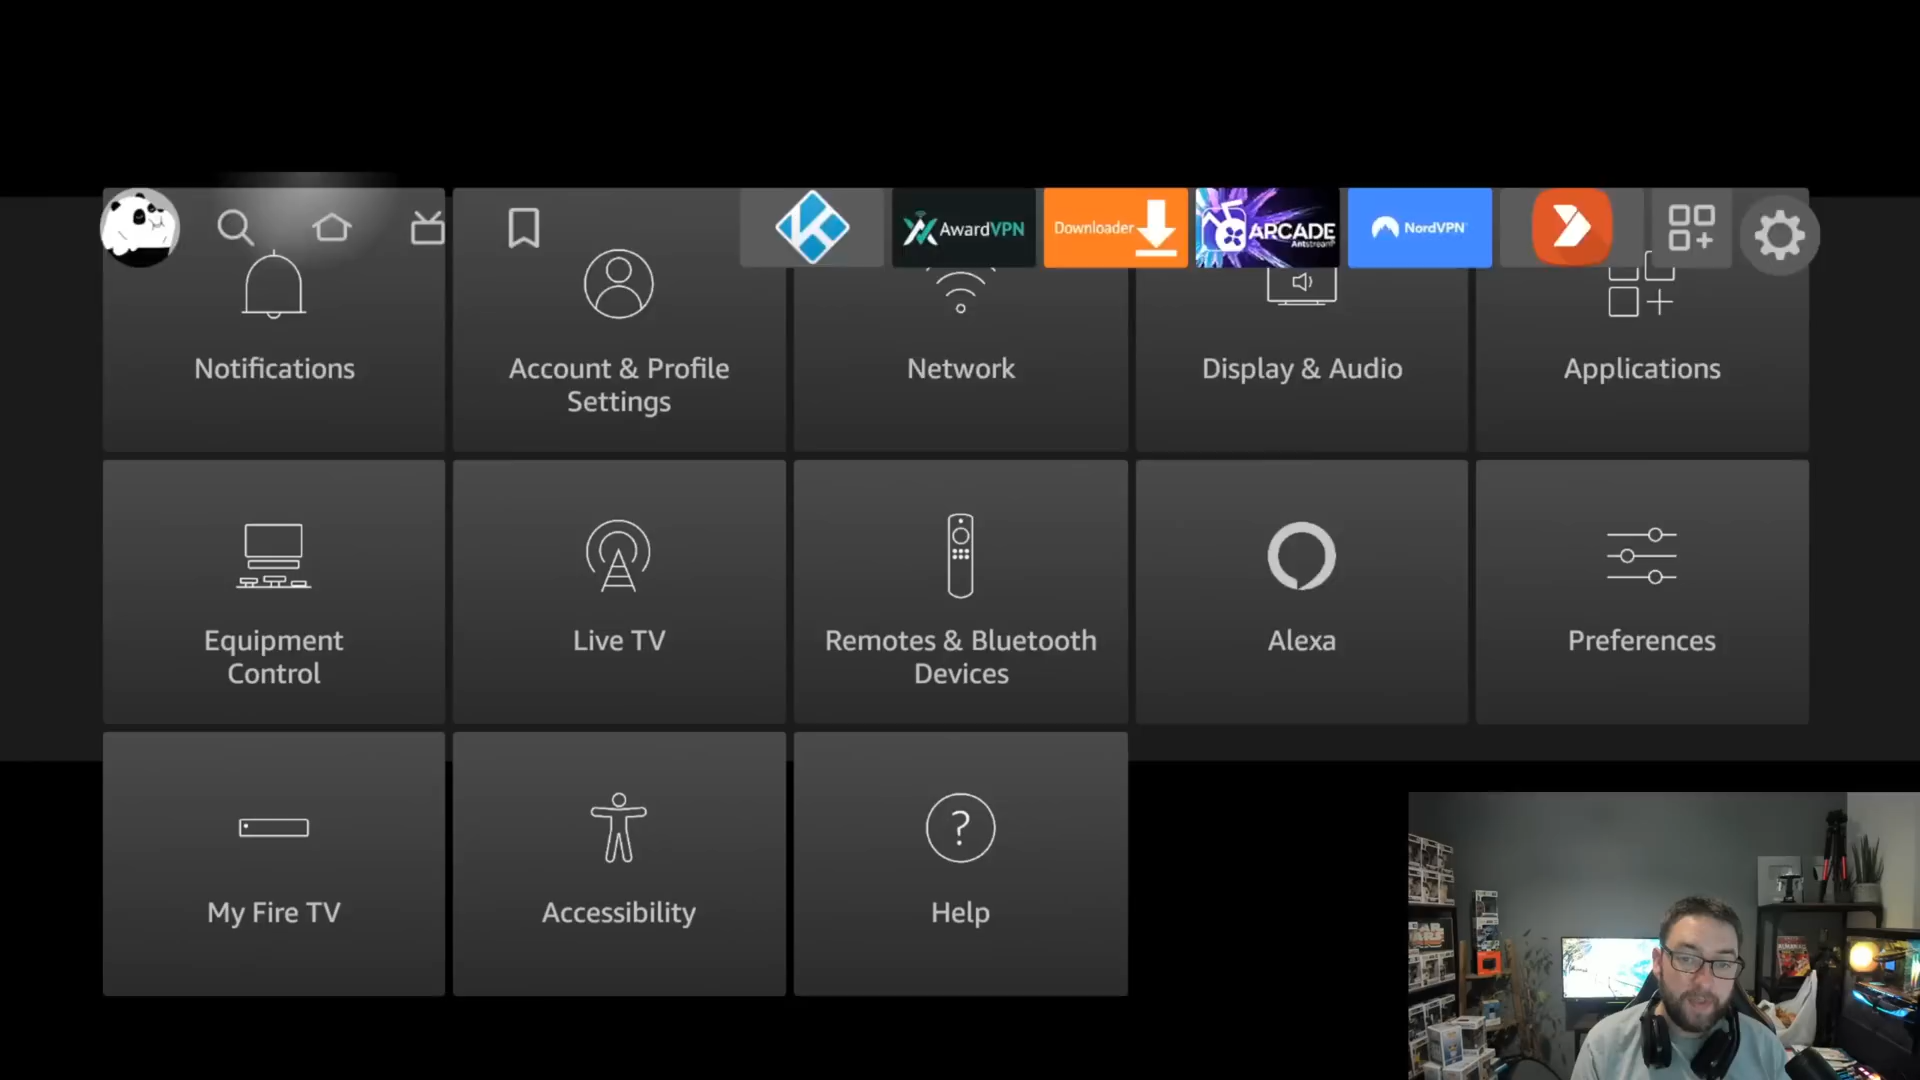 AwardVPN
Downloader
ARCADE
Antstream
NordVPN
Notifications
Account & Profile
Settings
Network
Display & Audio
Applications
Equipment
Control
Live TV
Remotes & Bluetooth
Devices
Alexa
Preferences
My Fire TV
Accessibility
Help
?